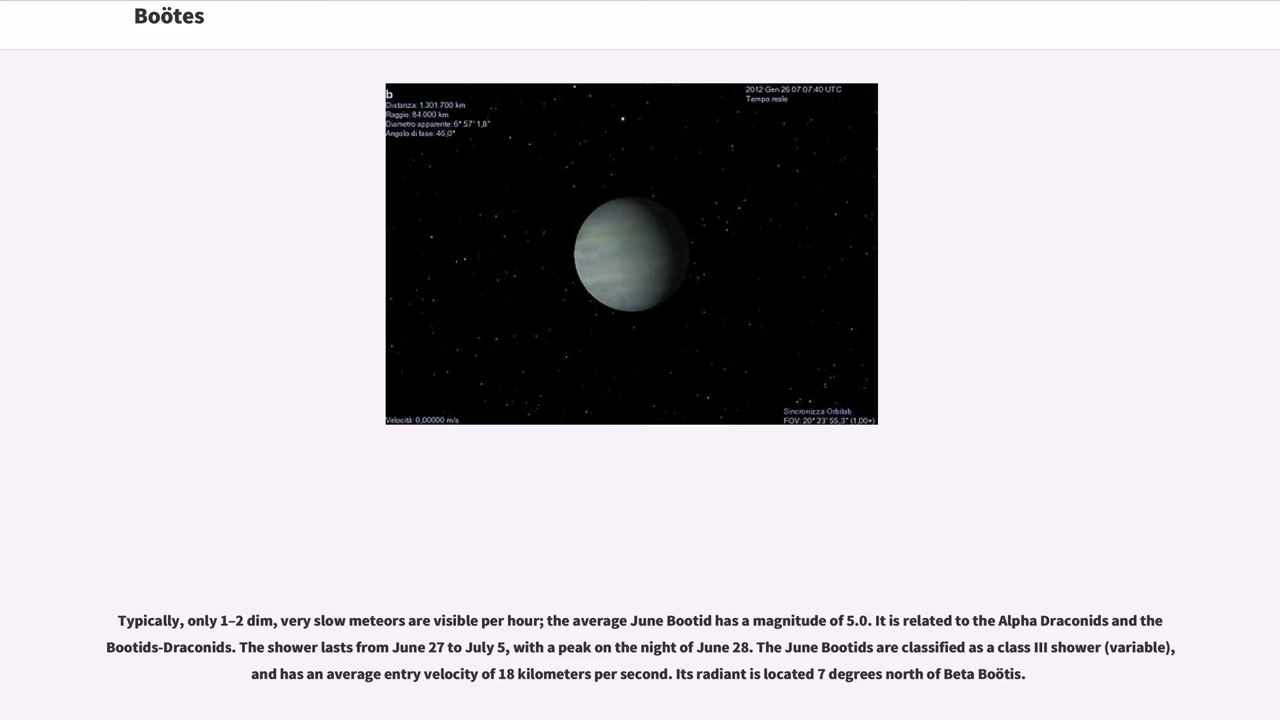 Boötes
b
Distanza: 1.301.700 km
Raggio: 84.000 km
Diametro apparente: 6° 57' 1,8"
Angolo di fase: 46,0°
2012 Gen 26 07:07:40 UTC
Tempo reale
Velocità: 0,00000 m/s
Sincronizza Orbita b
FOV: 20° 23' 55,3" (1,00×)
Typically, only 1–2 dim, very slow meteors are visible per hour; the average June Bootid has a magnitude of 5.0. It is related to the Alpha Draconids and the
Bootids-Draconids. The shower lasts from June 27 to July 5, with a peak on the night of June 28. The June Bootids are classified as a class III shower (variable),
and has an average entry velocity of 18 kilometers per second. Its radiant is located 7 degrees north of Beta Boötis.